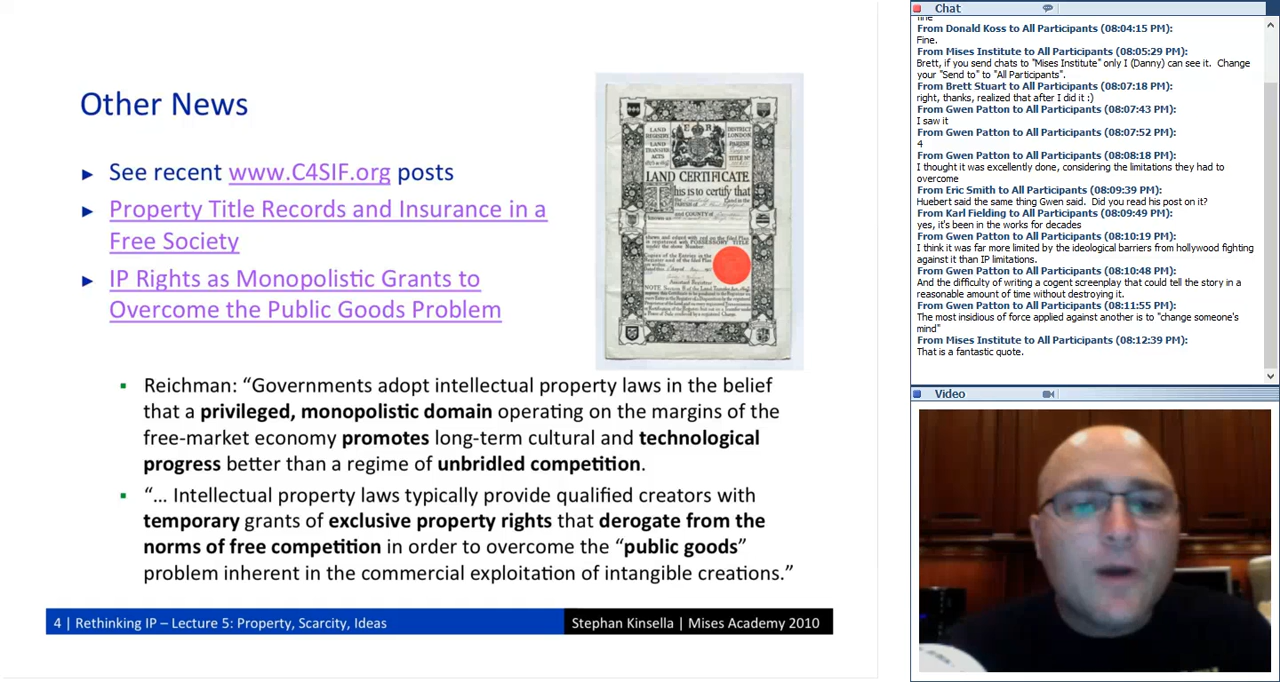 Other News
► See recent www.C4SIF.org posts
► Property Title Records and Insurance in a
Free Society
► IP Rights as Monopolistic Grants to
Overcome the Public Goods Problem
LAND
REGISTRY
LAND
TRANSFER
ACTS
DISTRICT
LONDON
PARISH
TITLE
LAND CERTIFICATE
This is to certify that
and COUNTY of
▪ Reichman: “Governments adopt intellectual property laws in the belief
that a privileged, monopolistic domain operating on the margins of the
free-market economy promotes long-term cultural and technological
progress better than a regime of unbridled competition.
▪ “… Intellectual property laws typically provide qualified creators with
temporary grants of exclusive property rights that derogate from the
norms of free competition in order to overcome the “public goods”
problem inherent in the commercial exploitation of intangible creations.”
4 | Rethinking IP – Lecture 5: Property, Scarcity, Ideas
Stephan Kinsella | Mises Academy 2010
Chat
fine
From Donald Koss to All Participants (08:04:15 PM):
Fine.
From Mises Institute to All Participants (08:05:29 PM):
Brett, if you send chats to "Mises Institute" only I (Danny) can see it. Change
your "Send to" to "All Participants".
From Brett Stuart to All Participants (08:07:18 PM):
right, thanks, realized that after I did it :)
From Gwen Patton to All Participants (08:07:43 PM):
I saw it
From Gwen Patton to All Participants (08:07:52 PM):
4
From Gwen Patton to All Participants (08:08:18 PM):
I thought it was excellently done, considering the limitations they had to
overcome
From Eric Smith to All Participants (08:09:39 PM):
Huebert said the same thing Gwen said. Did you read his post on it?
From Karl Fielding to All Participants (08:09:49 PM):
yes, it's been in the works for decades
From Gwen Patton to All Participants (08:10:19 PM):
I think it was far more limited by the ideological barriers from hollywood fighting
against it than IP limitations.
From Gwen Patton to All Participants (08:10:48 PM):
And the difficulty of writing a cogent screenplay that could tell the story in a
reasonable amount of time without destroying it.
From Gwen Patton to All Participants (08:11:55 PM):
The most insidious of force applied against another is to "change someone's
mind"
From Mises Institute to All Participants (08:12:39 PM):
That is a fantastic quote.
Video